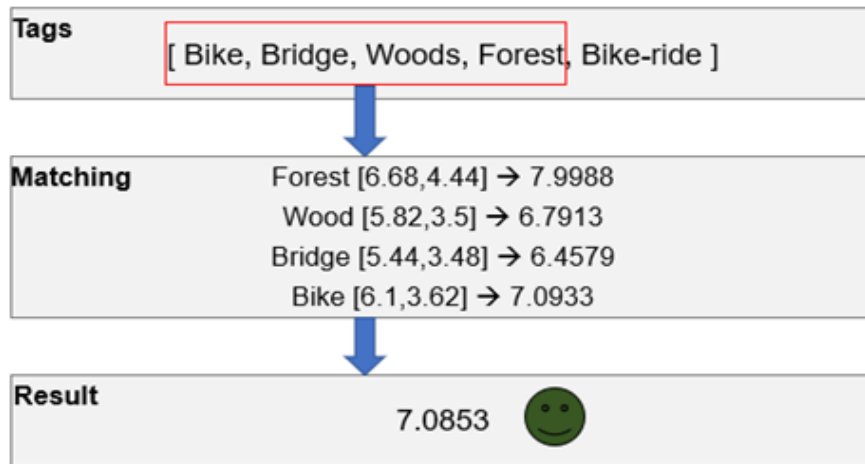 Tags
[ Bike, Bridge, Woods, Forest, Bike-ride ]
Matching
Forest [6.68,4.44] → 7.9988
Wood [5.82,3.5] → 6.7913
Bridge [5.44,3.48] → 6.4579
Bike [6.1,3.62] → 7.0933
Result
7.0853